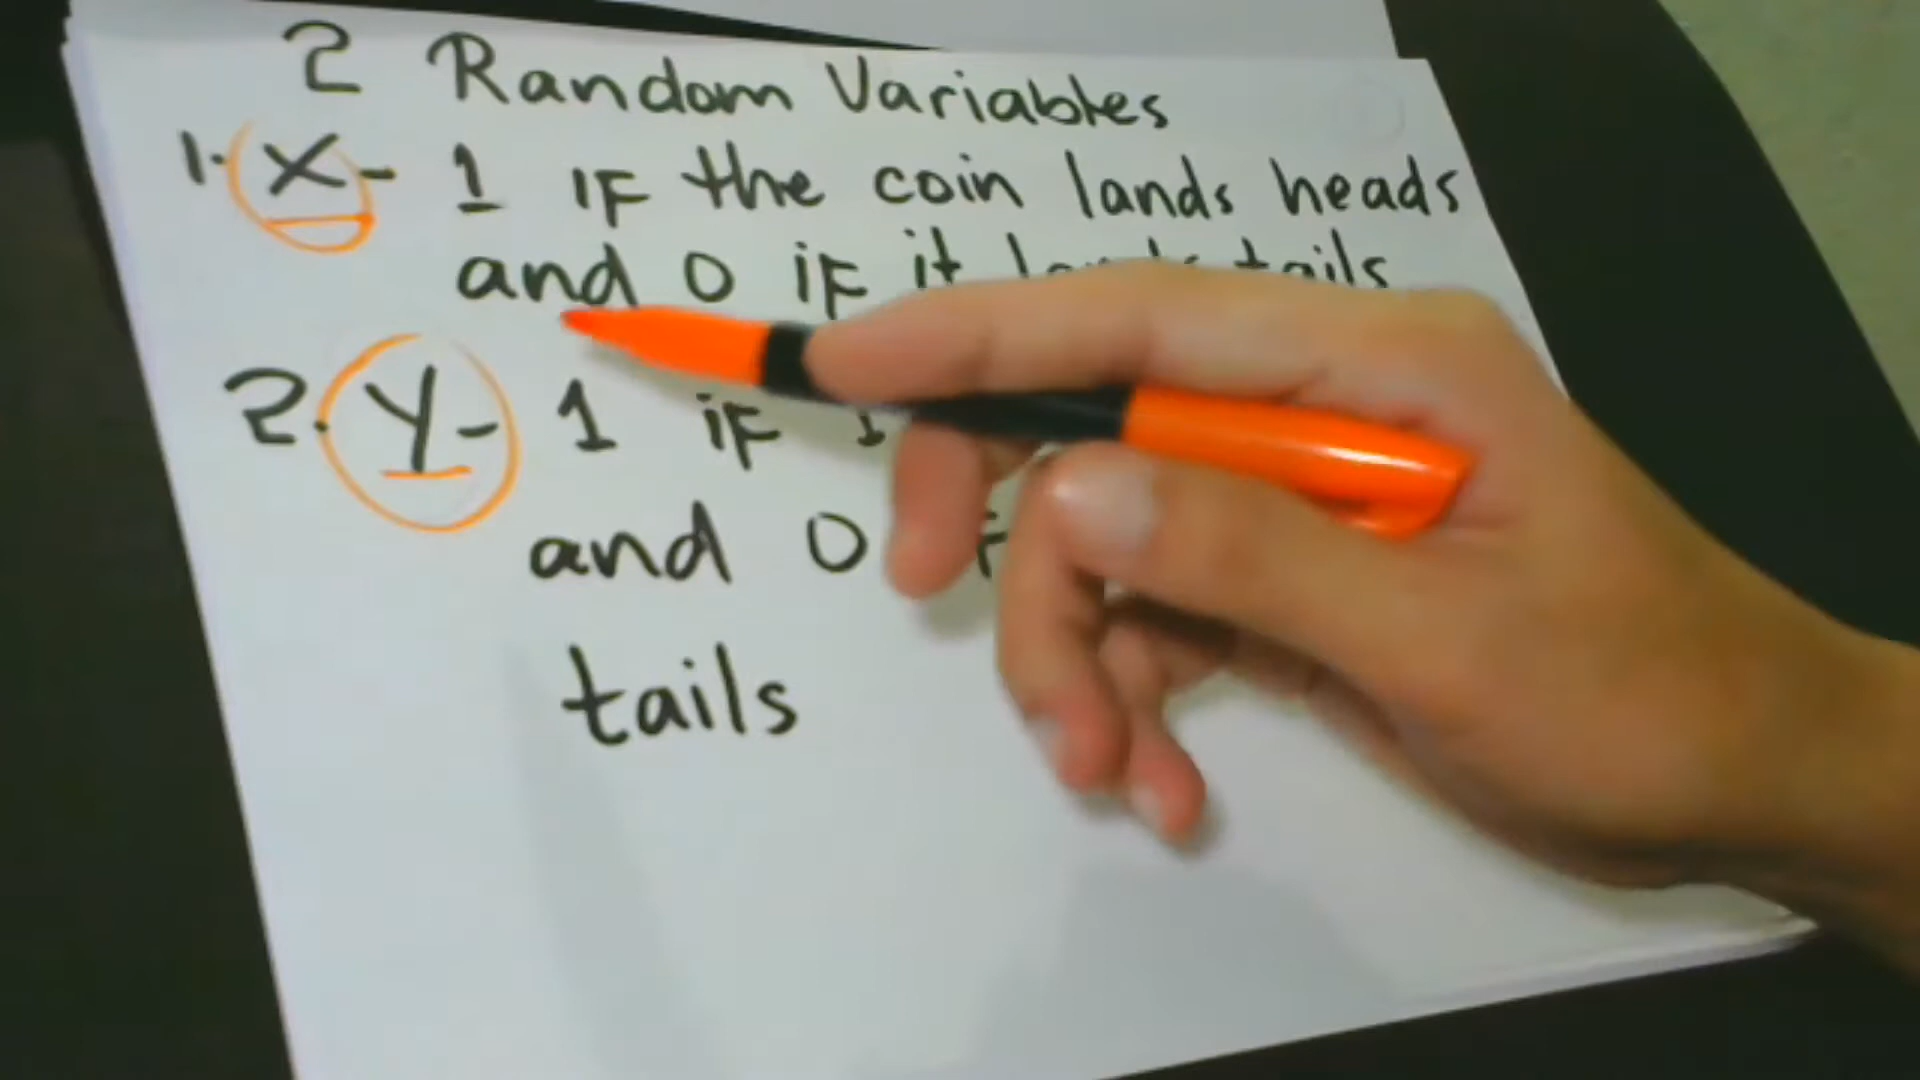 2 Random Variables
1. X - 1 IF the coin lands heads
and 0 iF it tails
2. Y - 1 iF
and 0
tails